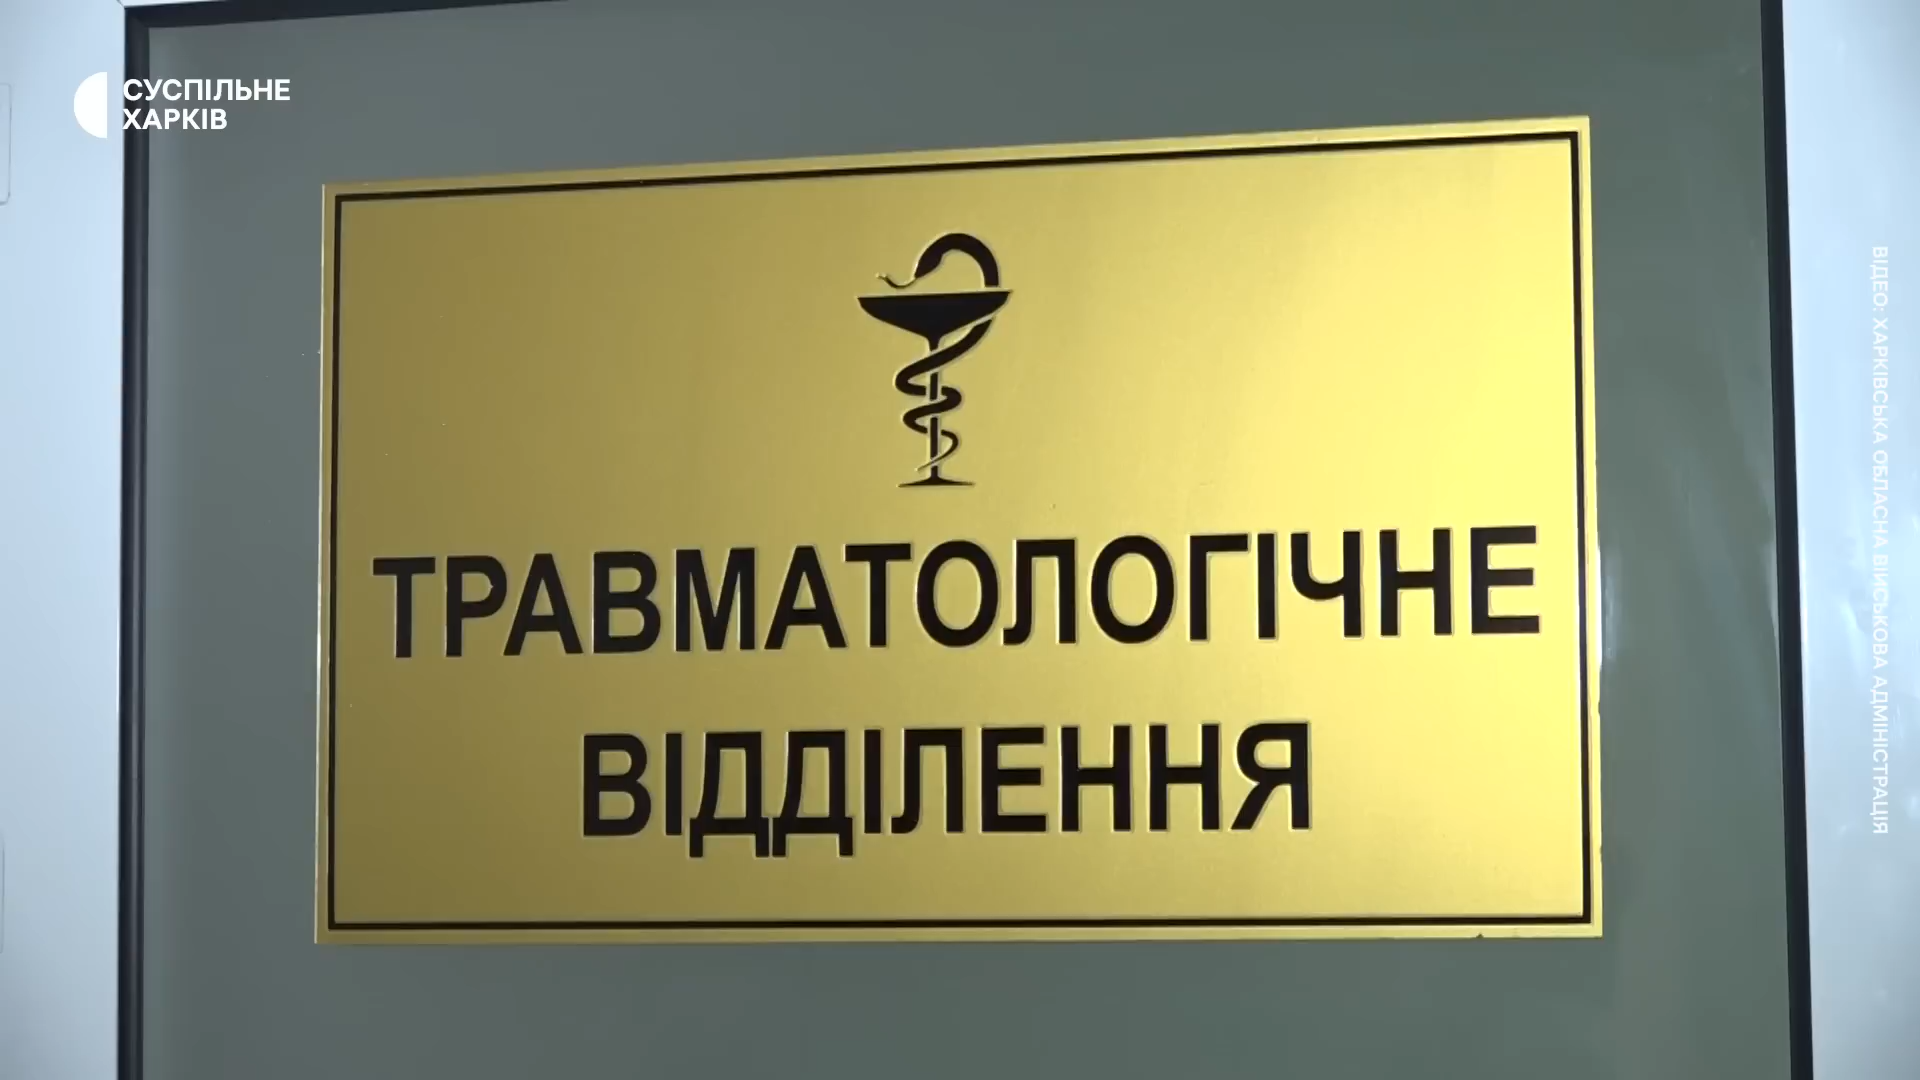 СУСПІЛЬНЕ
ХАРКІВ
ТРАВМАТОЛОГІЧНЕ
ВІДДІЛЕННЯ
ВІДЕО: ХАРКІВСЬКА ОБЛАСНА ВІЙСЬКОВА АДМІНІСТРАЦІЯ